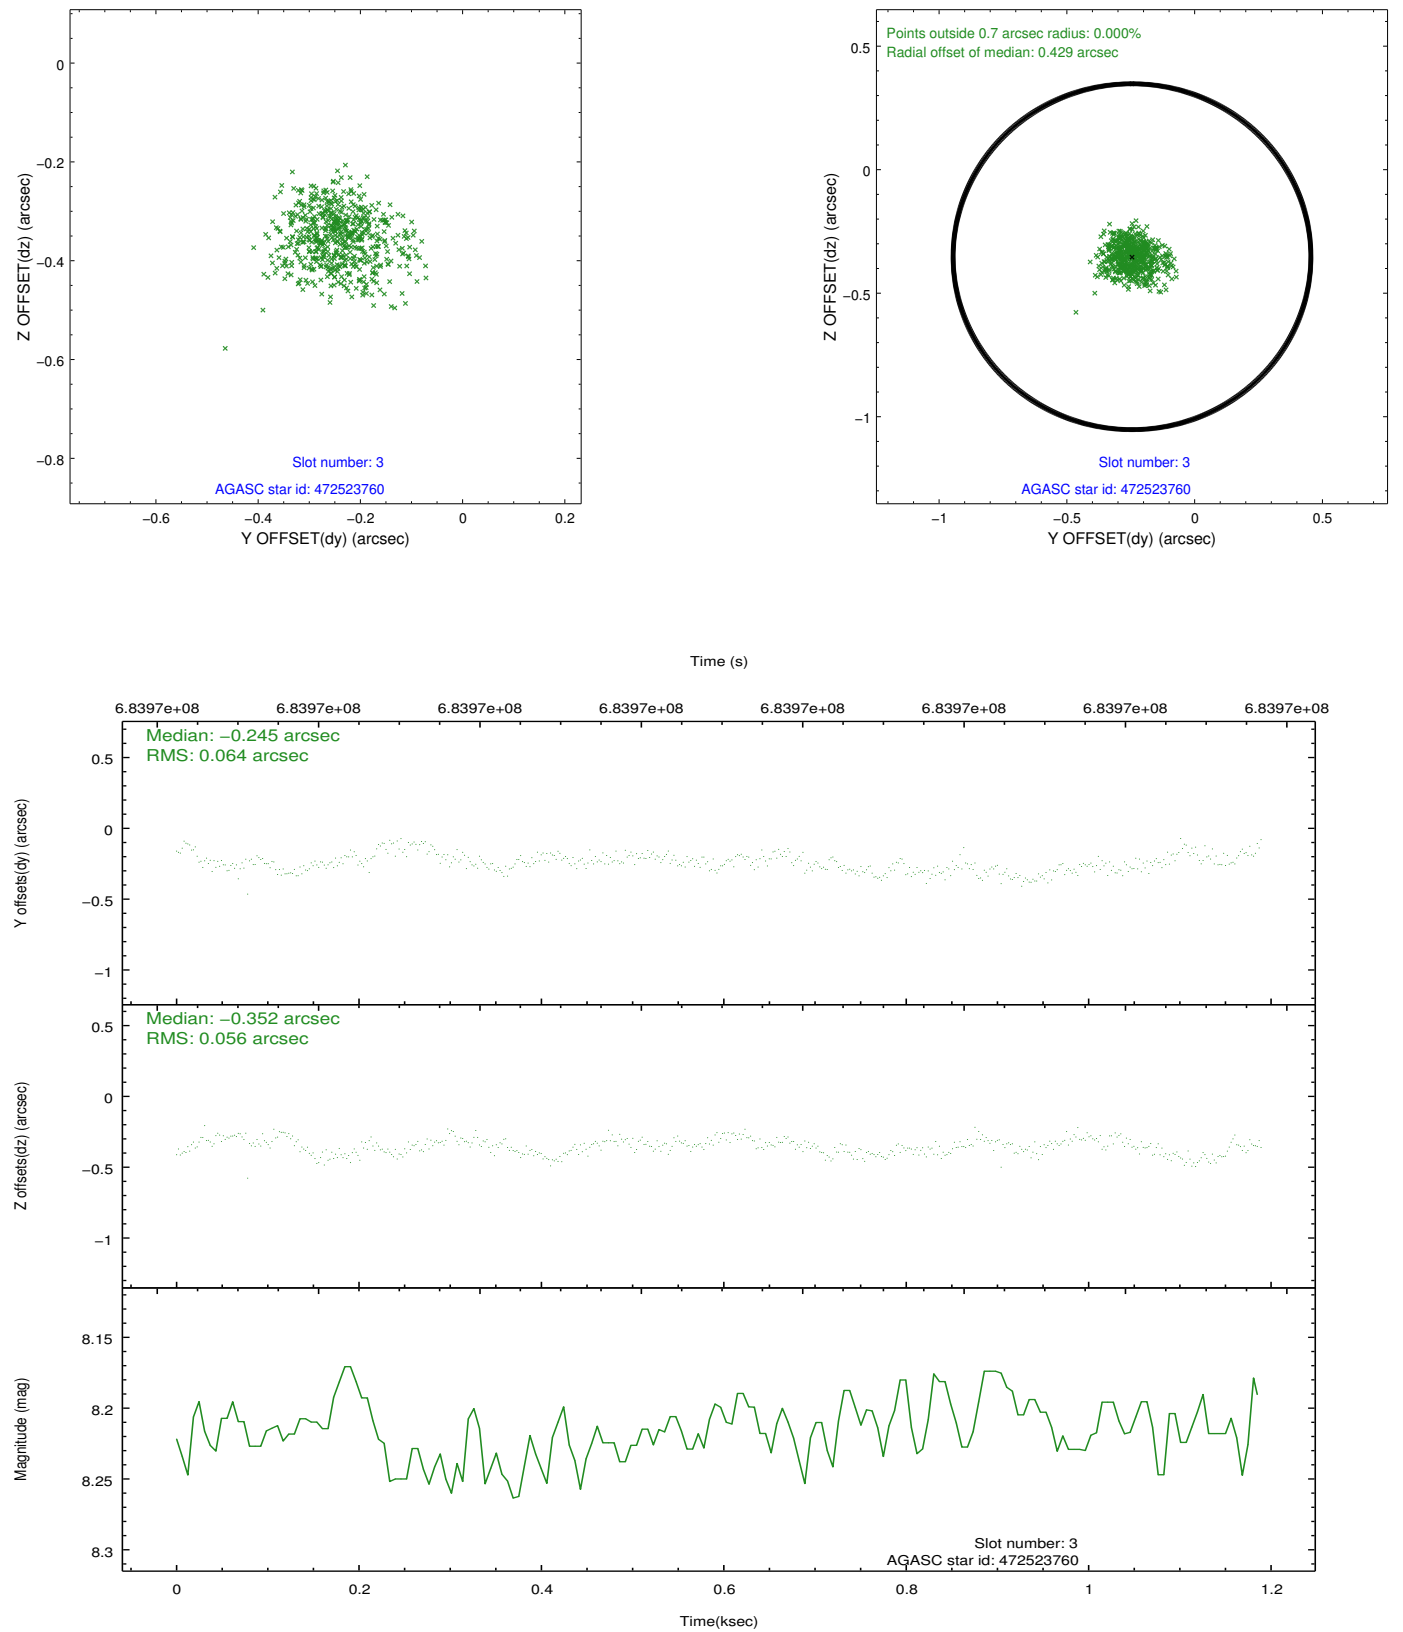 0
−0.2
−0.4
−0.6
−0.8
Z OFFSET(dz) (arcsec)
Slot number: 3
AGASC star id: 472523760
−0.6
−0.4
−0.2
0
0.2
Y OFFSET(dy) (arcsec)
Points outside 0.7 arcsec radius: 0.000%
Radial offset of median: 0.429 arcsec
0.5
0
−0.5
−1
Z OFFSET(dz) (arcsec)
Slot number: 3
AGASC star id: 472523760
−1
−0.5
0
0.5
Y OFFSET(dy) (arcsec)
Time (s)
6.8397e+08
6.8397e+08
6.8397e+08
6.8397e+08
6.8397e+08
6.8397e+08
6.8397e+08
6.8397e+08
Median: −0.245 arcsec
RMS: 0.064 arcsec
0.5
0
−0.5
−1
Y offsets(dy) (arcsec)
Median: −0.352 arcsec
RMS: 0.056 arcsec
0.5
0
−0.5
−1
Z offsets(dz) (arcsec)
8.15
8.2
8.25
8.3
Magnitude (mag)
Slot number: 3
AGASC star id: 472523760
0
0.2
0.4
0.6
0.8
1
1.2
Time(ksec)